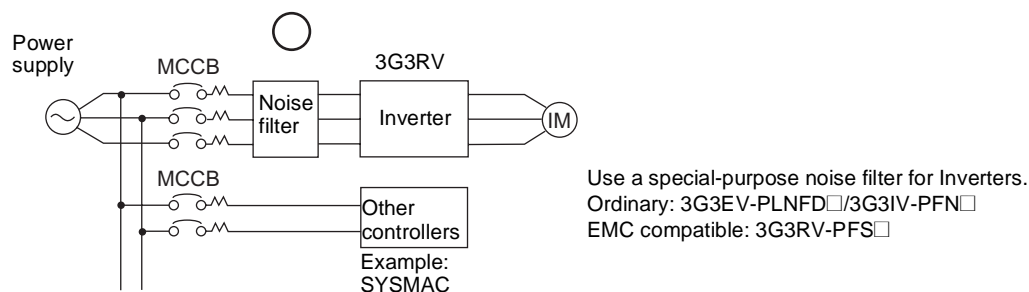 Power
supply
MCCB
3G3RV
Noise
filter
Inverter
IM
MCCB
Other
controllers
Example:
SYSMAC
Use a special-purpose noise filter for Inverters.
Ordinary: 3G3EV-PLNFD□/3G3IV-PFN□
EMC compatible: 3G3RV-PFS□